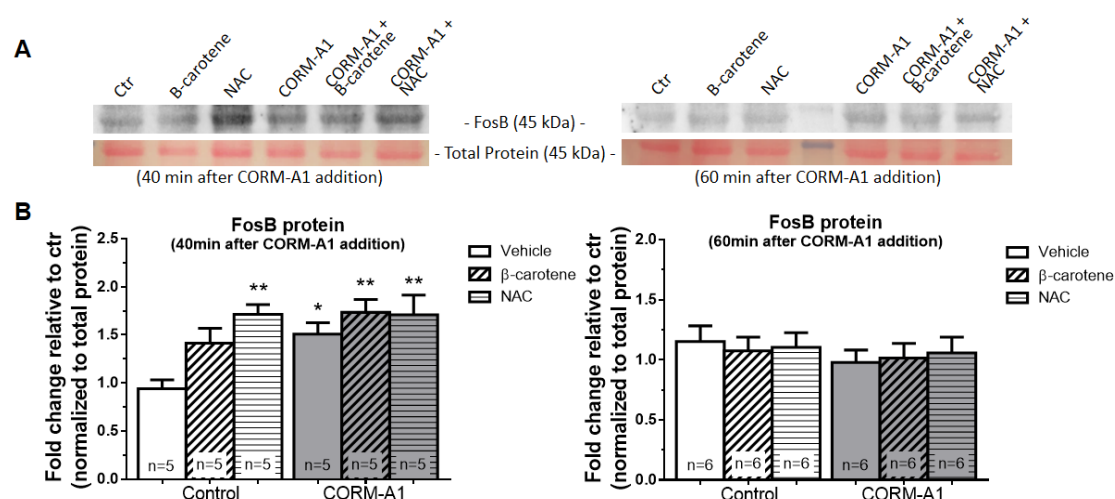 A
Ctr
B-carotene
NAC
CORM-A1
CORM-A1 +
B-carotene
CORM-A1 +
NAC
Ctr
B-carotene
NAC
CORM-A1
CORM-A1 +
B-carotene
CORM-A1 +
NAC
- FosB (45 kDa) -
- Total Protein (45 kDa) -
(40 min after CORM-A1 addition)
(60 min after CORM-A1 addition)
B
FosB protein
(40min after CORM-A1 addition)
Fold change relative to ctr
(normalized to total protein)
2.5
2.0
1.5
1.0
0.5
0.0
** * ** **
n=5 n=5 n=5 n=5 n=5 n=5
Control CORM-A1
Vehicle
β-carotene
NAC
FosB protein
(60min after CORM-A1 addition)
Fold change relative to ctr
(normalized to total protein)
2.0
1.5
1.0
0.5
0.0
n=6 n=6 n=6 n=6 n=6 n=6
Control CORM-A1
Vehicle
β-carotene
NAC